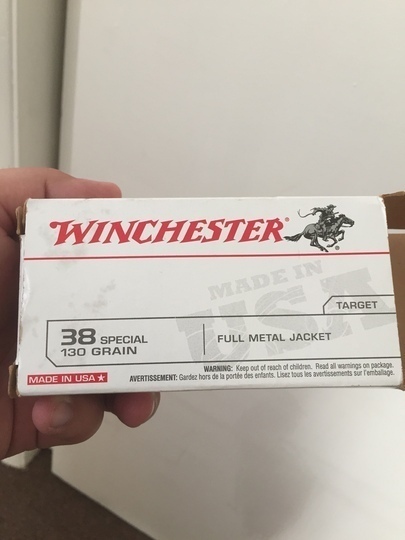 WINCHESTER®
MADE IN
USA
TARGET
38 SPECIAL
130 GRAIN
FULL METAL JACKET
WARNING: Keep out of reach of children. Read all warnings on package.
AVERTISSEMENT: Gardez hors de la portée des enfants. Lisez tous les avertissements sur l'emballage.
MADE IN USA